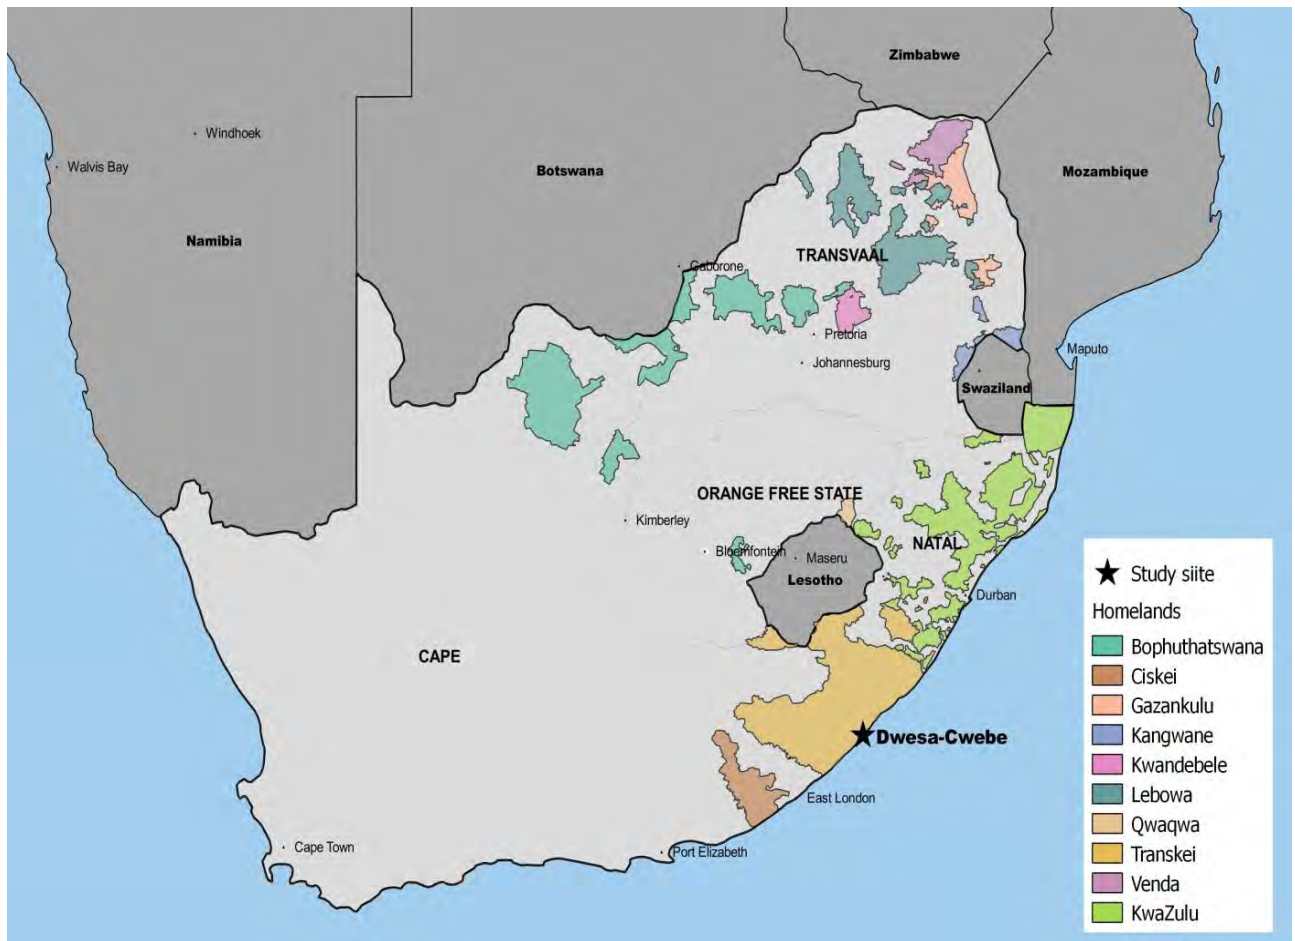 Zimbabwe
Windhoek
Walvis Bay
Botswana
Mozambique
Namibia
TRANSVAAL
Gaborone
Pretoria
Maputo
Johannesburg
Swaziland
ORANGE FREE STATE
Kimberley
NATAL
Bloemfontein
Maseru
Lesotho
Durban
CAPE
Dwesa-Cwebe
East London
Cape Town
Port Elizabeth
Study siite
Homelands
Bophuthatswana
Ciskei
Gazankulu
Kangwane
Kwandebele
Lebowa
Qwaqwa
Transkei
Venda
KwaZulu